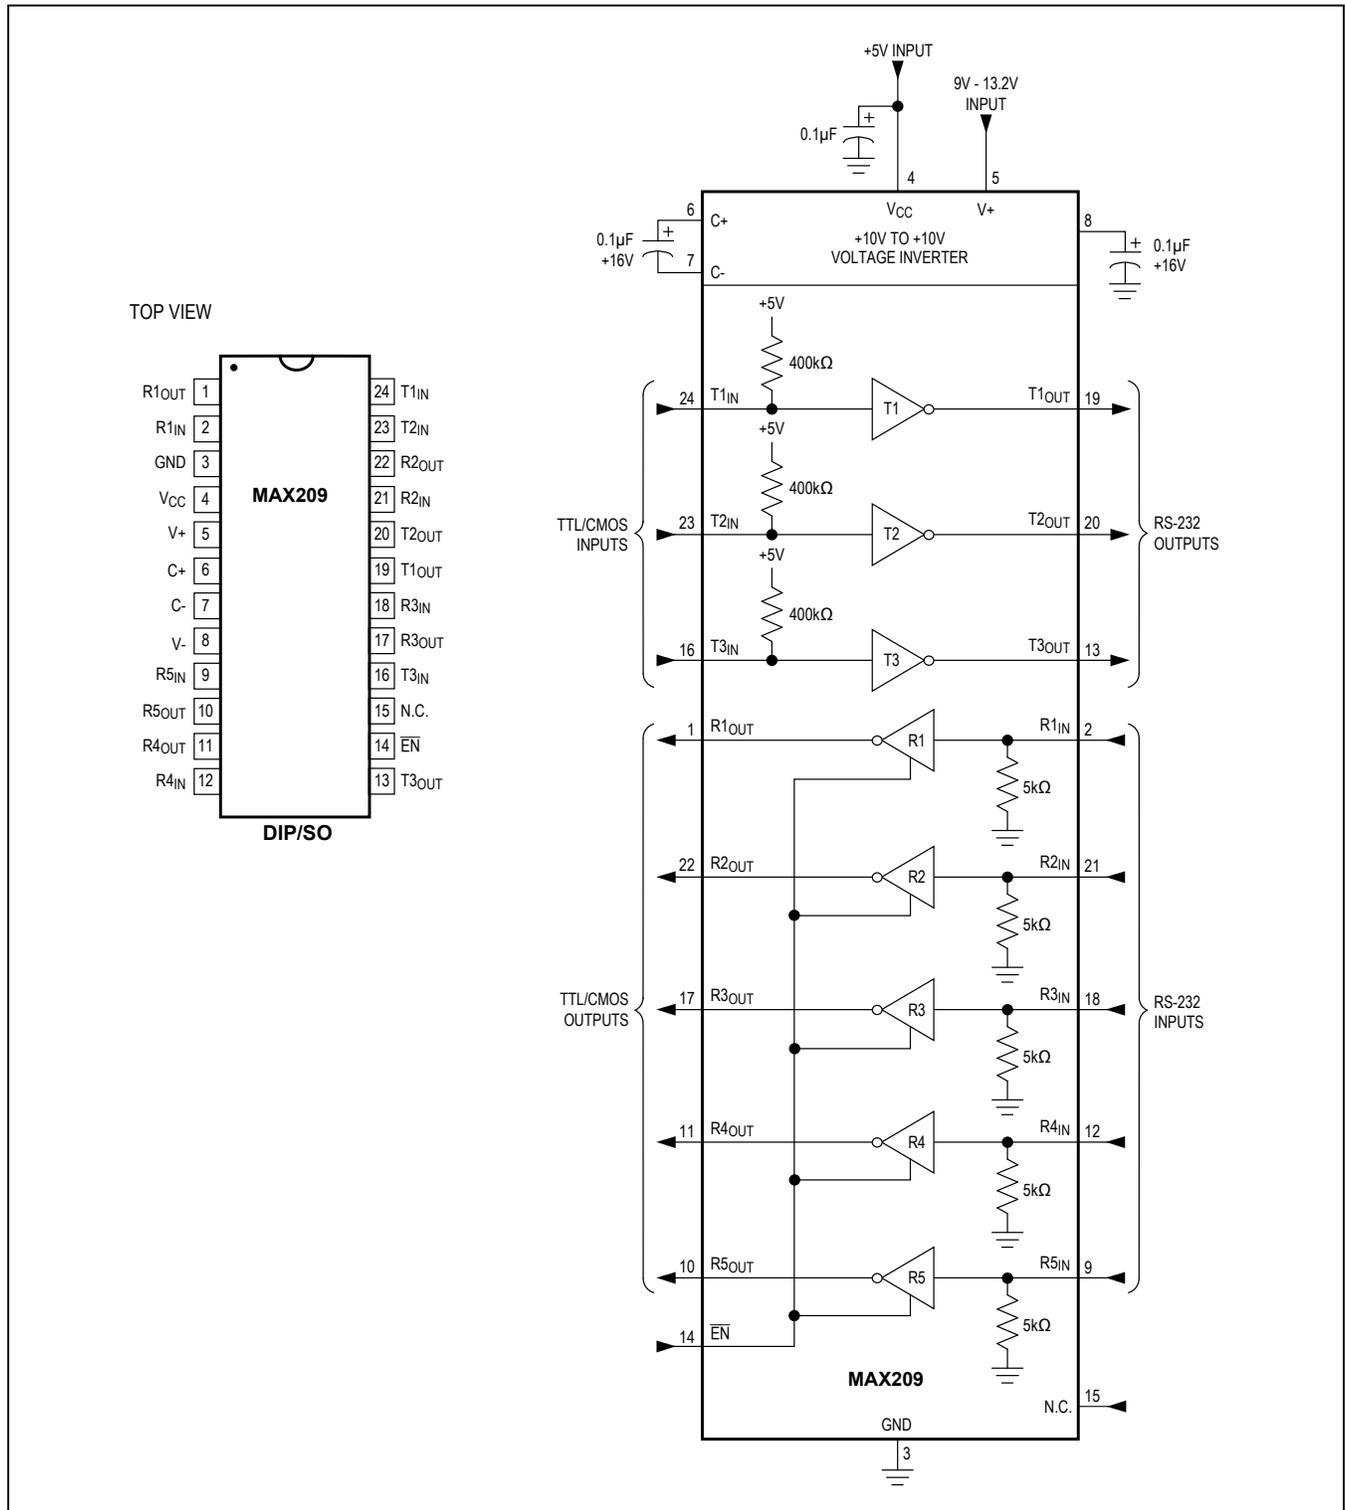 TOP VIEW
R1OUT 1
R1IN 2
GND 3
VCC 4
V+ 5
C+ 6
C- 7
V- 8
R5IN 9
R5OUT 10
R4OUT 11
R4IN 12
MAX209
24 T1IN
23 T2IN
22 R2OUT
21 R2IN
20 T2OUT
19 T1OUT
18 R3IN
17 R3OUT
16 T3IN
15 N.C.
14 EN
13 T3OUT
DIP/SO
+5V INPUT
9V - 13.2V
INPUT
0.1µF
4
5
VCC
V+
+10V TO +10V
VOLTAGE INVERTER
6
C+
0.1µF
+16V
7
C-
8
0.1µF
+16V
+5V
400kΩ
24 T1IN
T1
T1OUT 19
+5V
400kΩ
23 T2IN
T2
T2OUT 20
+5V
400kΩ
16 T3IN
T3
T3OUT 13
TTL/CMOS
INPUTS
RS-232
OUTPUTS
1 R1OUT
R1
R1IN 2
5kΩ
22 R2OUT
R2
R2IN 21
5kΩ
17 R3OUT
R3
R3IN 18
5kΩ
TTL/CMOS
OUTPUTS
RS-232
INPUTS
11 R4OUT
R4
R4IN 12
5kΩ
10 R5OUT
R5
R5IN 9
5kΩ
14 EN
MAX209
N.C. 15
GND
3